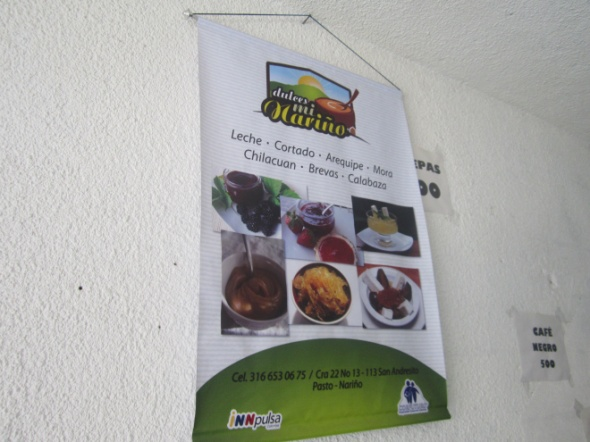 dulces
mi
Nariño
Leche · Cortado · Arequipe · Mora
Chilacuan · Brevas · Calabaza
Cel. 316 653 06 75 / Cra 22 No 13 - 113 San Andresito
Pasto - Nariño
iNNpulsa
EPAS
00
CAFÉ
NEGRO
500